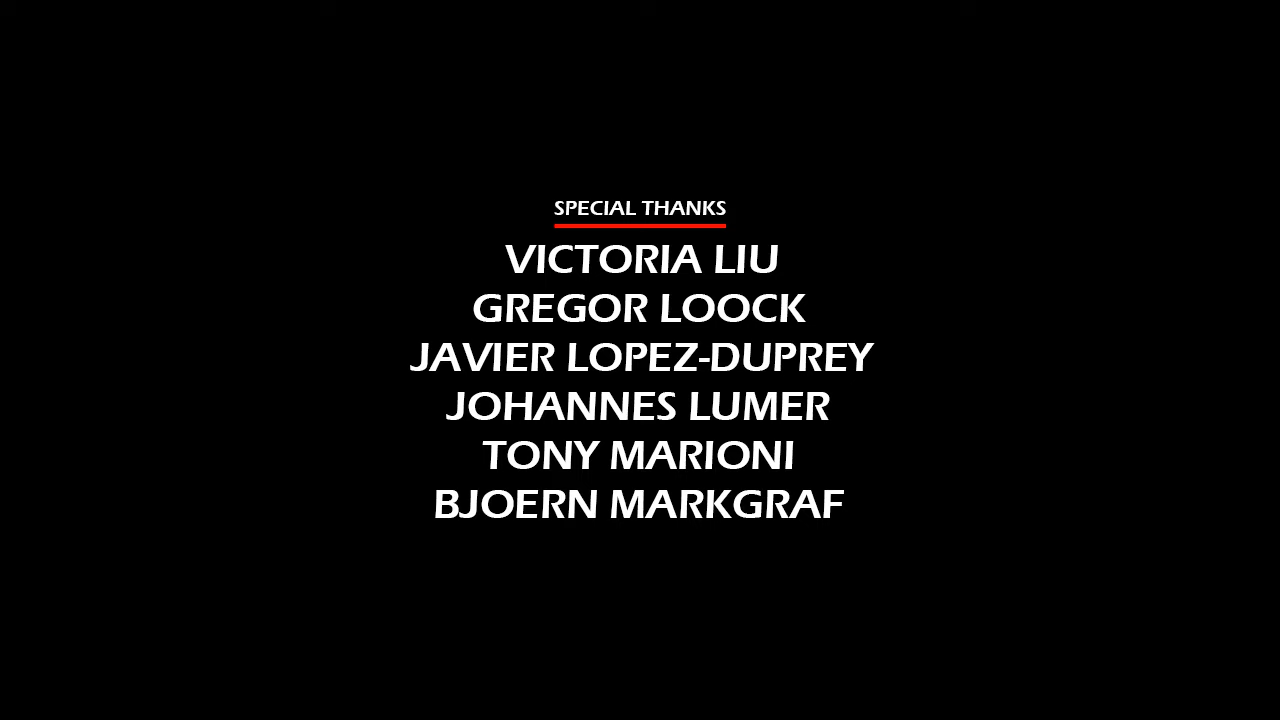 SPECIAL THANKS
VICTORIA LIU
GREGOR LOOCK
JAVIER LOPEZ-DUPREY
JOHANNES LUMER
TONY MARIONI
BJOERN MARKGRAF